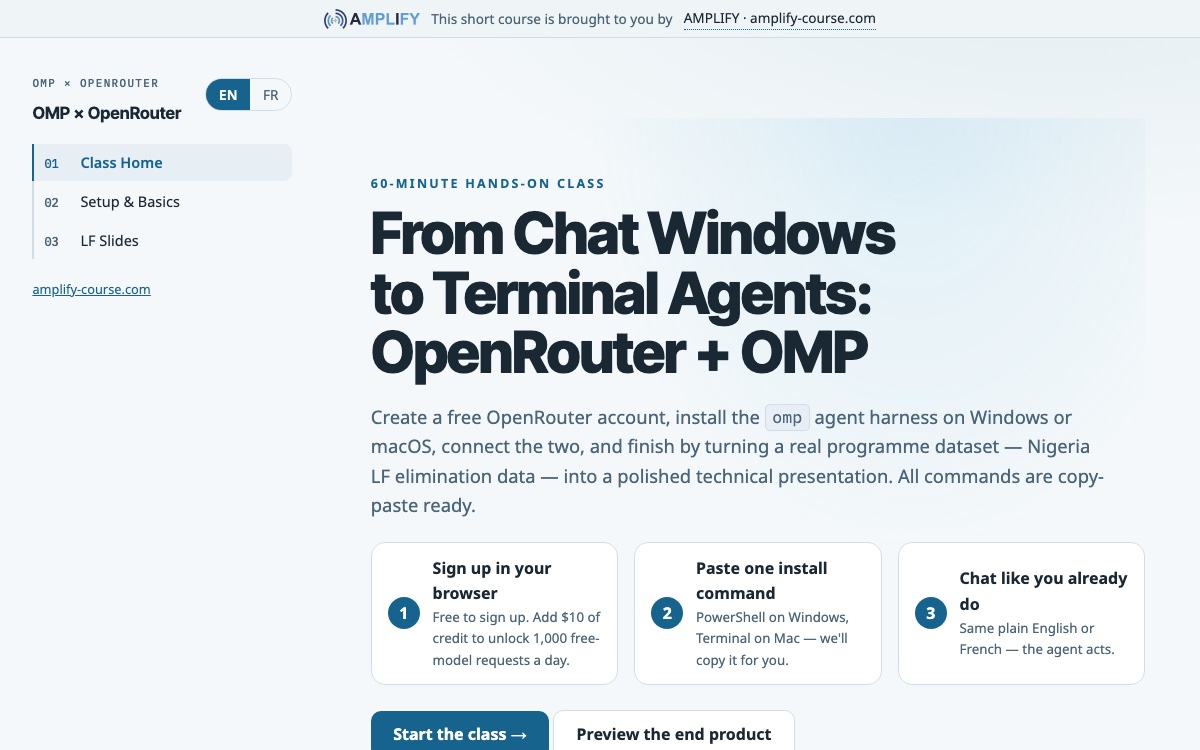 AMPLIFY This short course is brought to you by AMPLIFY · amplify-course.com
OMP × OPENROUTER
OMP × OpenRouter
EN FR
01 Class Home
02 Setup & Basics
03 LF Slides
amplify-course.com
60-MINUTE HANDS-ON CLASS
From Chat Windows
to Terminal Agents:
OpenRouter + OMP
Create a free OpenRouter account, install the omp agent harness on Windows or
macOS, connect the two, and finish by turning a real programme dataset — Nigeria
LF elimination data — into a polished technical presentation. All commands are copy-
paste ready.
1
Sign up in your
browser
Free to sign up. Add $10 of
credit to unlock 1,000 free-
model requests a day.
2
Paste one install
command
PowerShell on Windows,
Terminal on Mac — we'll
copy it for you.
3
Chat like you already
do
Same plain English or
French — the agent acts.
Start the class →
Preview the end product